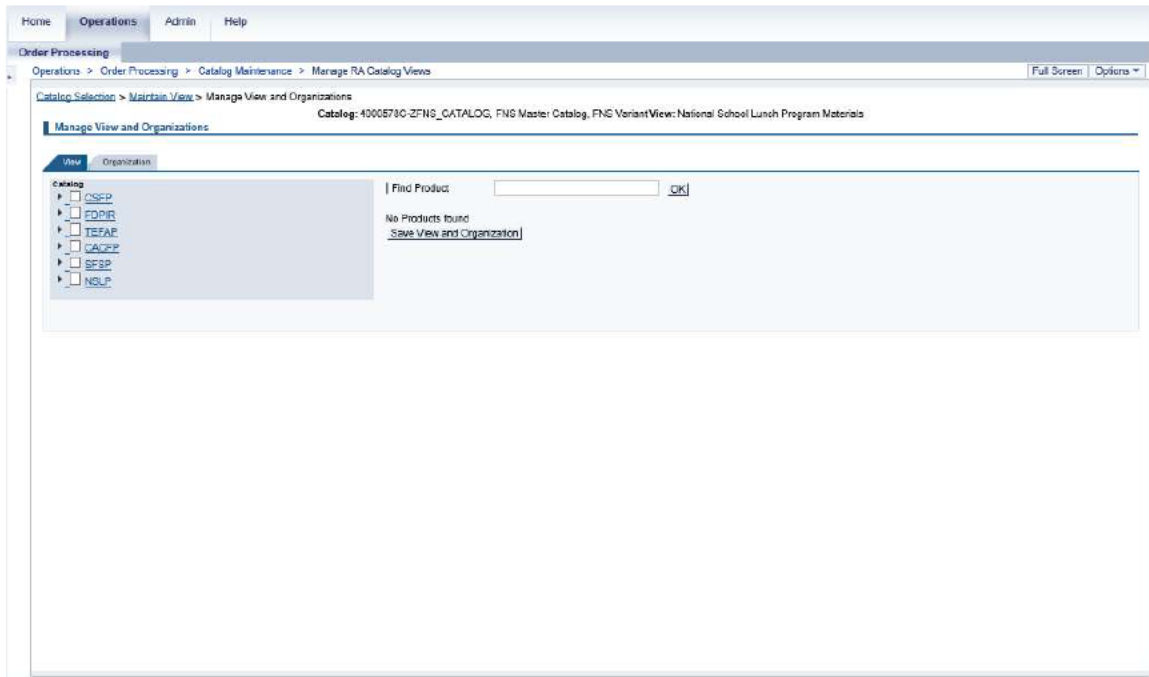 Home Operations Admin Help
Order Processing
Operations > Order Processing > Catalog Maintenance > Manage RA Catalog Views Full Screen Options
Catalog Selection > Maintain View > Manage View and Organizations
Catalog: 4000578C-ZFNS_CATALOG, FNS Master Catalog, FNS VariantView: National School Lunch Program Materials
Manage View and Organizations
View Organization
Catalog
CSFP
FDPIR
TEFAP
CACFP
SFSP
NSLP
Find Product OK
No Products found
Save View and Organization